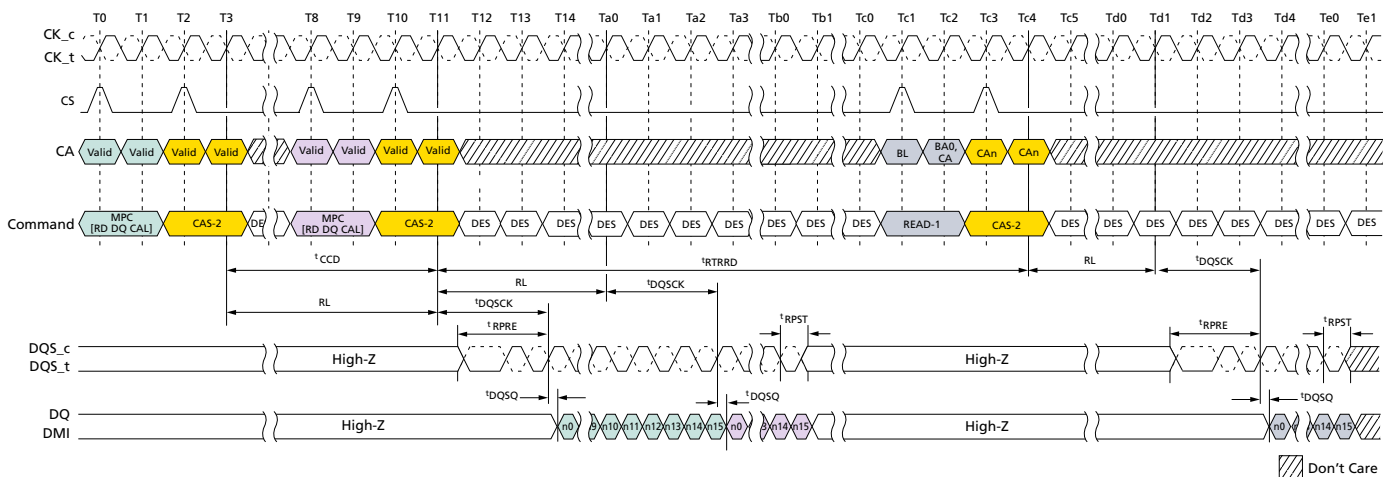 T0 T1 T2 T3 T8 T9 T10 T11 T12 T13 T14 Ta0 Ta1 Ta2 Ta3 Tb0 Tb1 Tc0 Tc1 Tc2 Tc3 Tc4 Tc5 Td0 Td1 Td2 Td3 Td4 Te0 Te1
CK_c
CK_t
CS
CA Valid Valid Valid Valid Valid Valid Valid Valid BL BA0, CA CAn CAn
Command MPC [RD DQ CAL] CAS-2 DE MPC [RD DQ CAL] CAS-2 DES DES DES DES DES DES DES DES DES READ-1 CAS-2 DES DES DES DES DES DES DES DES
tCCD tRTRRD RL tDQSCK
RL tDQSCK
RL tDQSCK
tRPRE tRPST tRPRE tRPST
DQS_c
DQS_t
High-Z High-Z
tDQSQ tDQSQ tDQSQ
DQ
DMI
High-Z n0 9 n10 n11 n12 n13 n14 n15 n0 n14 n15 High-Z n0 n14 n15
Don't Care